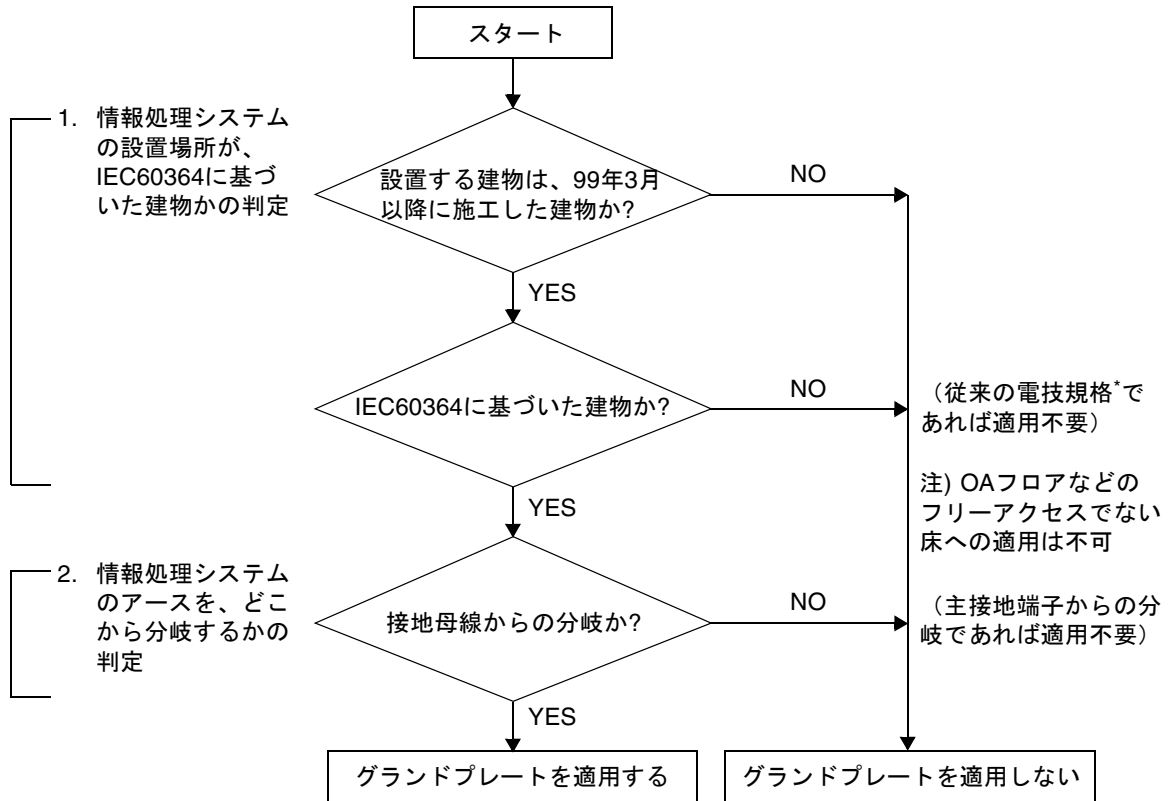 スタート
1. 情報処理システム
の設置場所が、
IEC60364に基づ
いた建物かの判定
設置する建物は、99年3月
以降に施工した建物か?
NO
YES
IEC60364に基づいた建物か?
NO
(従来の電技規格*で
あれば適用不要)
注) OAフロアなどの
フリーアクセスでない
床への適用は不可
YES
2. 情報処理システム
のアースを、どこ
から分岐するかの
判定
接地母線からの分岐か?
NO
(主接地端子からの分
岐であれば適用不要)
YES
グランドプレートを適用する
グランドプレートを適用しない